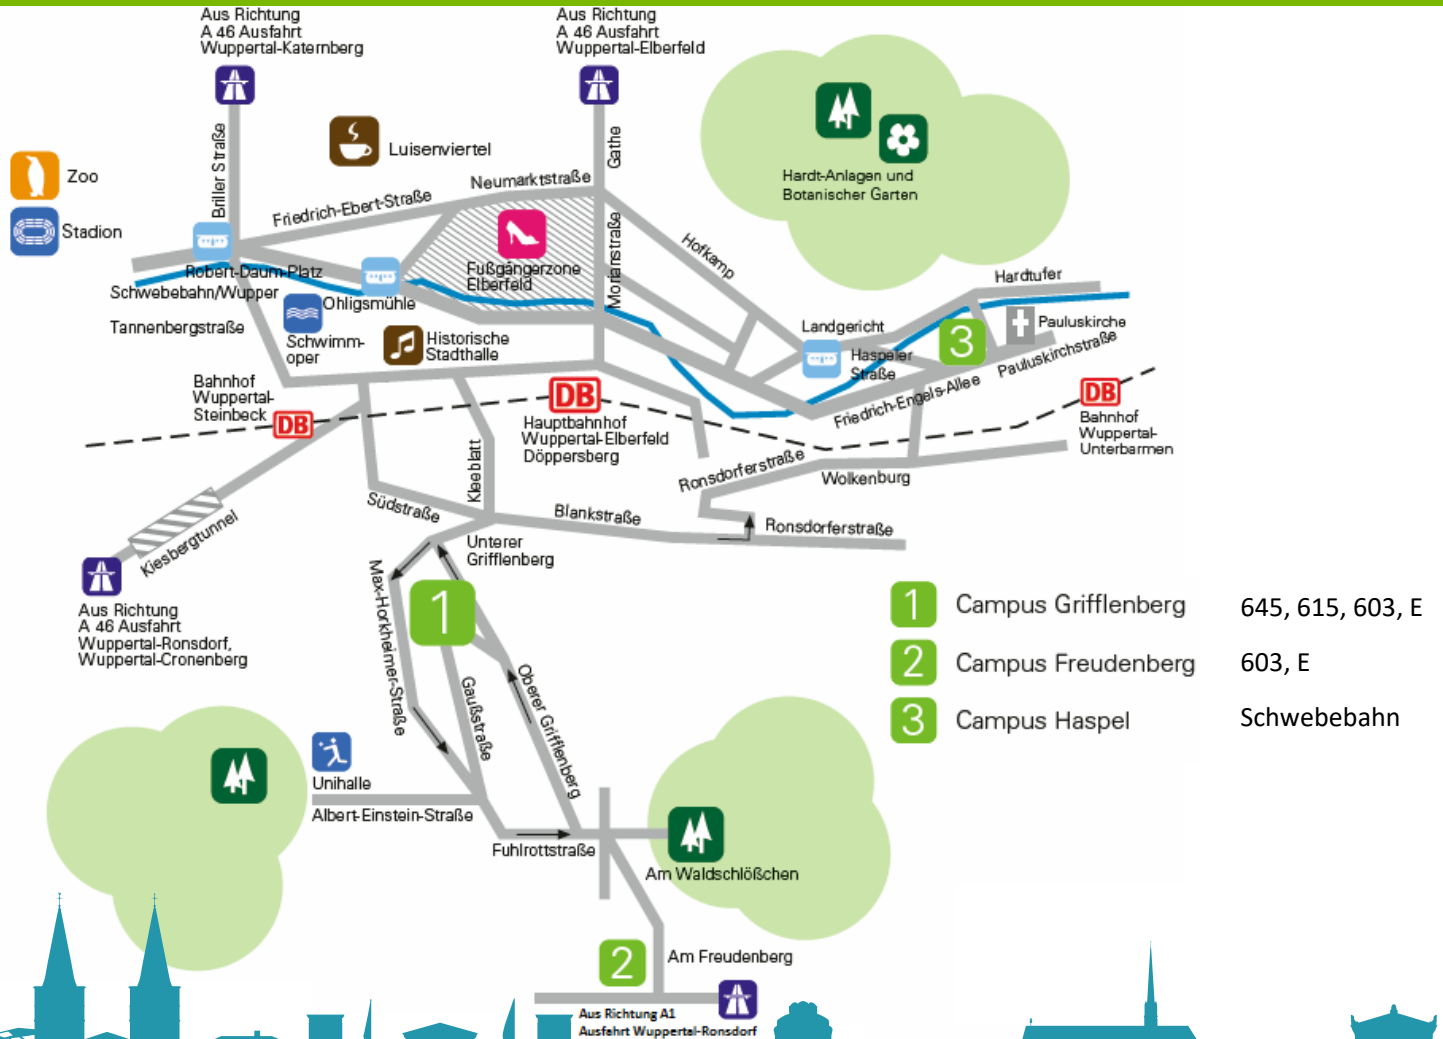 Aus Richtung
A 46 Ausfahrt
Wuppertal-Katernberg
Aus Richtung
A 46 Ausfahrt
Wuppertal-Elberfeld
Briller Straße
Gathe
Luisenviertel
Zoo
Stadion
Neumarktstraße
Friedrich-Ebert-Straße
Hardt-Anlagen und
Botanischer Garten
Morianstraße
Hofkamp
Fußgängerzone
Elberfeld
Robert-Daum-Platz
Schwebebahn/Wupper
Ohligsmühle
Hardtufer
Tannenbergstraße
Schwimm-
oper
Historische
Stadthalle
Landgericht
Haspeler
Straße
3
Pauluskirche
Pauluskirchstraße
Friedrich-Engels-Allee
Bahnhof
Wuppertal-
Steinbeck
DB
DB
Hauptbahnhof
Wuppertal-Elberfeld
Döppersberg
DB
Bahnhof
Wuppertal-
Unterbarmen
Kleeblatt
Ronsdorferstraße
Wolkenburg
Südstraße
Blankstraße
Ronsdorferstraße
Kiesbergtunnel
Unterer
Grifflenberg
Aus Richtung
A 46 Ausfahrt
Wuppertal-Ronsdorf,
Wuppertal-Cronenberg
Max-Horkheimer-Straße
1
Gaußstraße
Oberer Grifflenberg
1 Campus Grifflenberg 645, 615, 603, E
2 Campus Freudenberg 603, E
3 Campus Haspel Schwebebahn
Unihalle
Albert-Einstein-Straße
Fuhlrottstraße
Am Waldschlößchen
2
Am Freudenberg
Aus Richtung A1
Ausfahrt Wuppertal-Ronsdorf